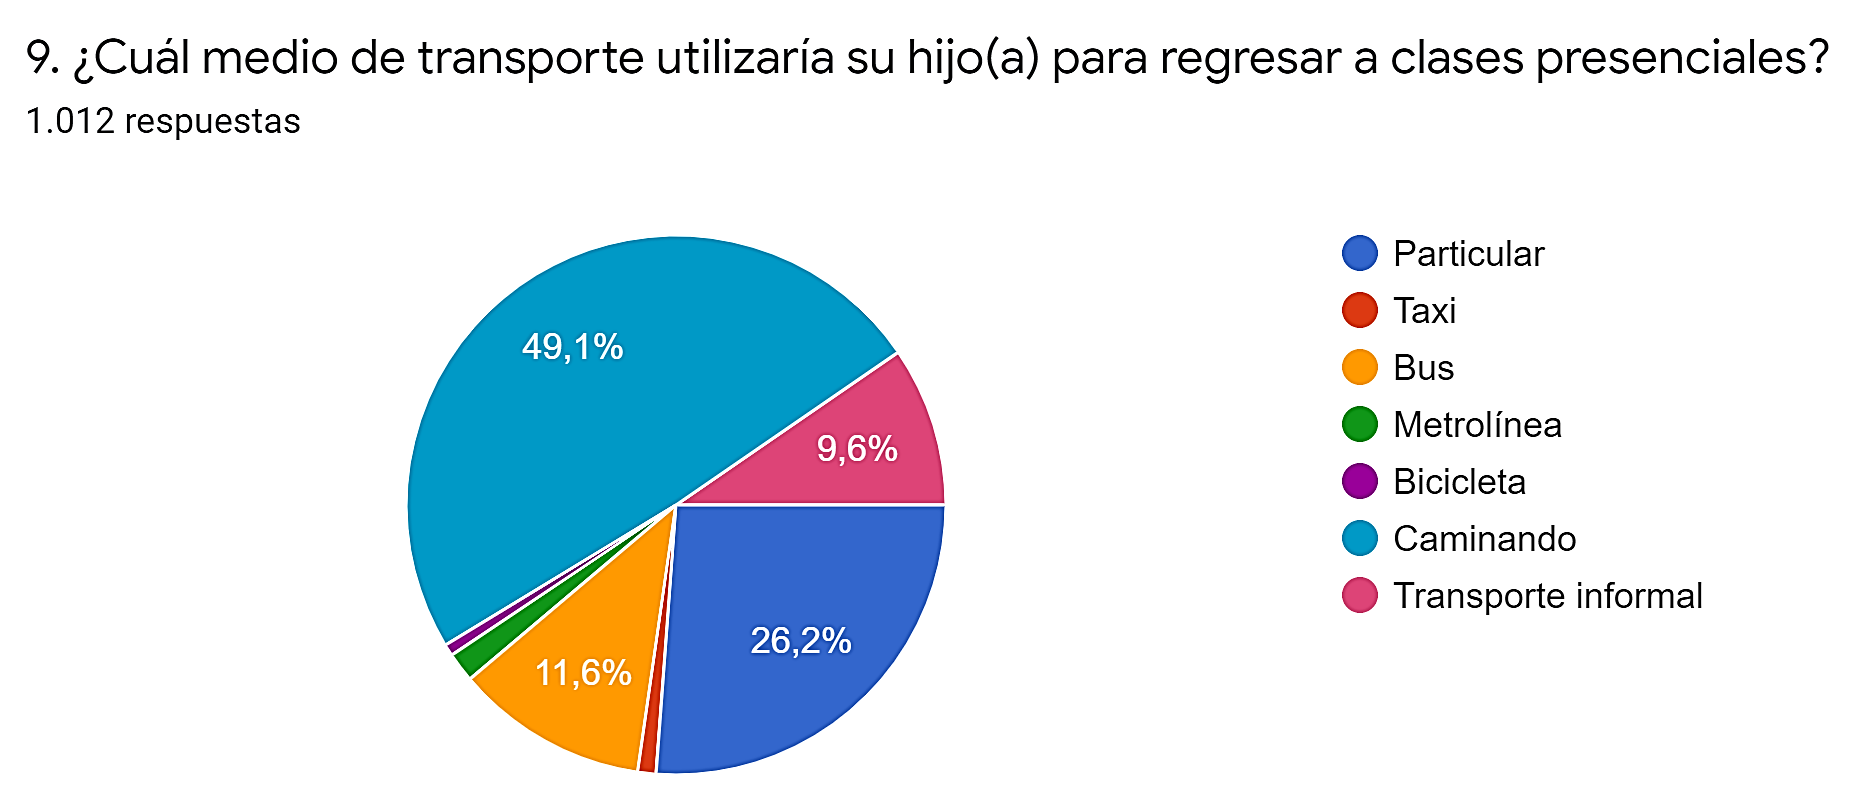 9. ¿Cuál medio de transporte utilizaría su hijo(a) para regresar a clases presenciales?
1.012 respuestas
49,1%
9,6%
26,2%
11,6%
Particular
Taxi
Bus
Metrolínea
Bicicleta
Caminando
Transporte informal